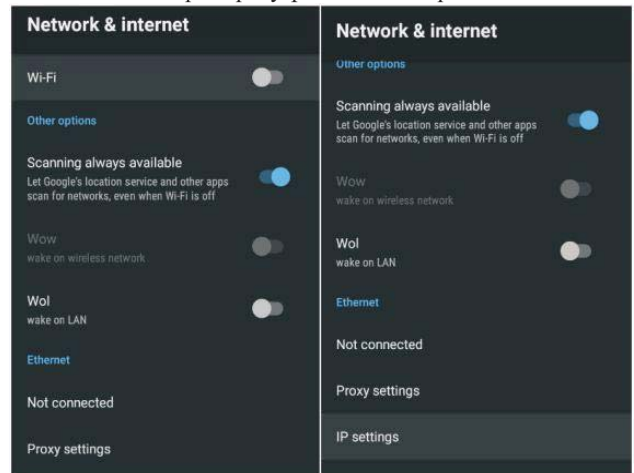 Network & internet
Wi-Fi
Other options
Scanning always available
Let Google's location service and other apps
scan for networks, even when Wi-Fi is off
Wow
wake on wireless network
Wol
wake on LAN
Ethernet
Not connected
Proxy settings
Network & internet
Other options
Scanning always available
Let Google's location service and other apps
scan for networks, even when Wi-Fi is off
Wow
wake on wireless network
Wol
wake on LAN
Ethernet
Not connected
Proxy settings
IP settings